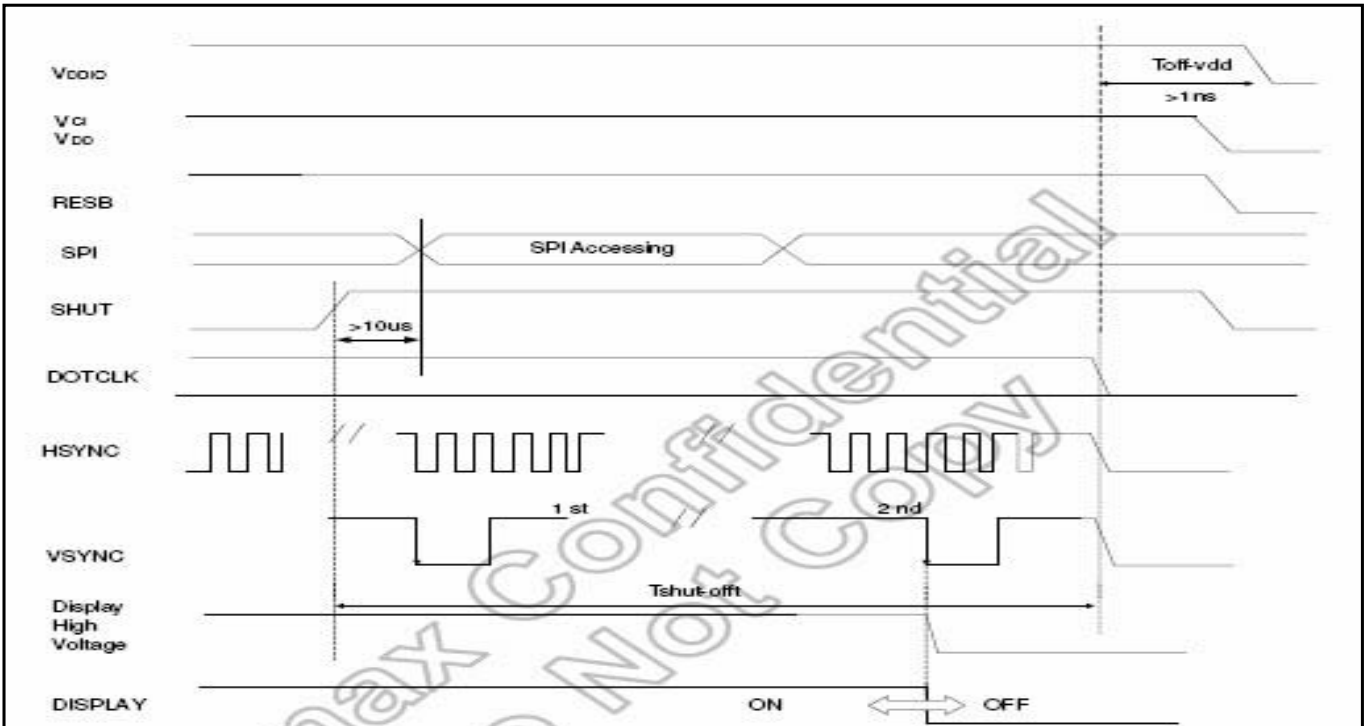 VDDIO
Toff-vdd
>1ns
VCI
VDD
RESB
SPI
SPI Accessing
SHUT
>10us
DOTCLK
HSYNC
1 st
2 nd
VSYNC
Tshut-offt
Display
High
Voltage
DISPLAY
ON
OFF
max Confidential
Not Copy